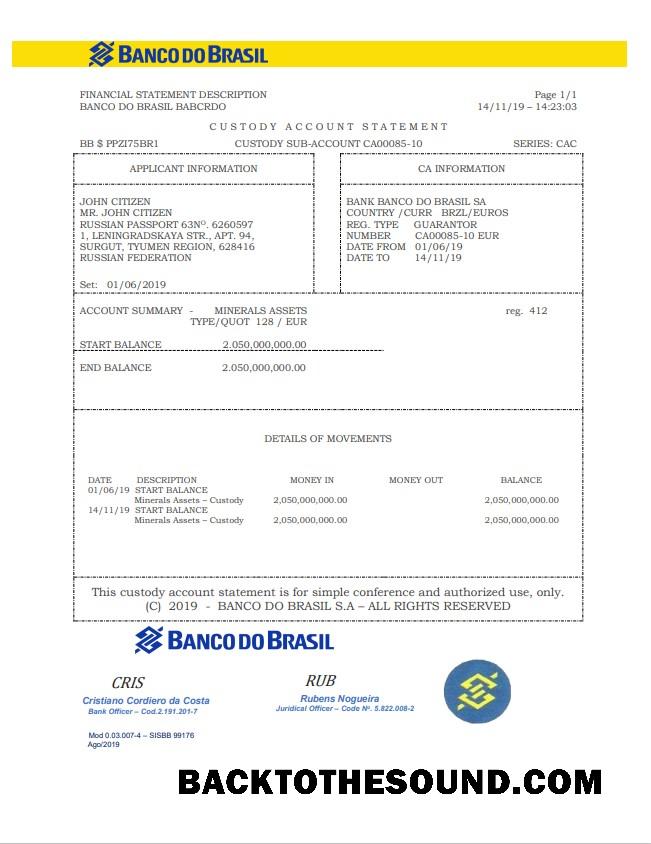 BANCO DO BRASIL
FINANCIAL STATEMENT DESCRIPTION Page 1/1
BANCO DO BRASIL BABCRDO 14/11/19 – 14:23:03
CUSTODY ACCOUNT STATEMENT
BB $ PPZI75BR1 CUSTODY SUB-ACCOUNT CA00085-10 SERIES: CAC
APPLICANT INFORMATION
JOHN CITIZEN
MR. JOHN CITIZEN
RUSSIAN PASSPORT 63Nº. 6260597
1, LENINGRADSKAYA STR., APT. 94,
SURGUT, TYUMEN REGION, 628416
RUSSIAN FEDERATION
Set: 01/06/2019
CA INFORMATION
BANK BANCO DO BRASIL SA
COUNTRY /CURR BRZL/EUROS
REG. TYPE GUARANTOR
NUMBER CA00085-10 EUR
DATE FROM 01/06/19
DATE TO 14/11/19
ACCOUNT SUMMARY - MINERALS ASSETS reg. 412
TYPE/QUOT 128 / EUR
START BALANCE 2.050,000,000.00
END BALANCE 2.050,000,000.00
DETAILS OF MOVEMENTS
DATE DESCRIPTION MONEY IN MONEY OUT BALANCE
01/06/19 START BALANCE
Minerals Assets – Custody 2,050,000,000.00 2,050,000,000.00
14/11/19 START BALANCE
Minerals Assets – Custody 2,050,000,000.00 2,050,000,000.00
This custody account statement is for simple conference and authorized use, only.
(C) 2019 - BANCO DO BRASIL S.A – ALL RIGHTS RESERVED
BANCO DO BRASIL
CRIS
Cristiano Cordiero da Costa
Bank Officer – Cod.2.191.201-7
RUB
Rubens Nogueira
Juridical Officer – Code Nº. 5.822.008-2
Mod 0.03.007-4 – SISBB 99176
Ago/2019
BACKTOTHESOUND.COM